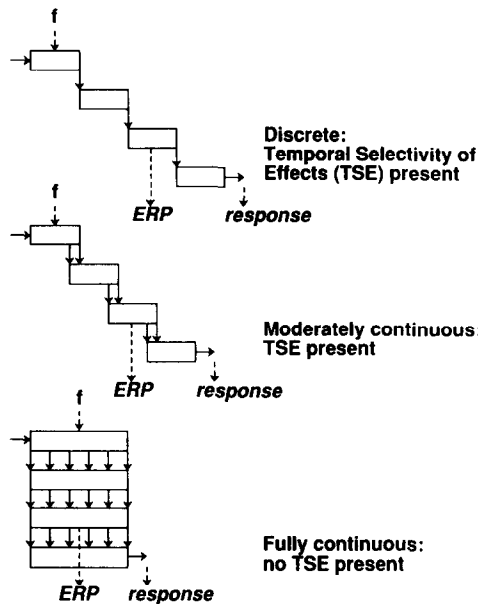 f
Discrete:
Temporal Selectivity of
Effects (TSE) present
ERP response
f
Moderately continuous:
TSE present
ERP response
f
Fully continuous:
no TSE present
ERP response